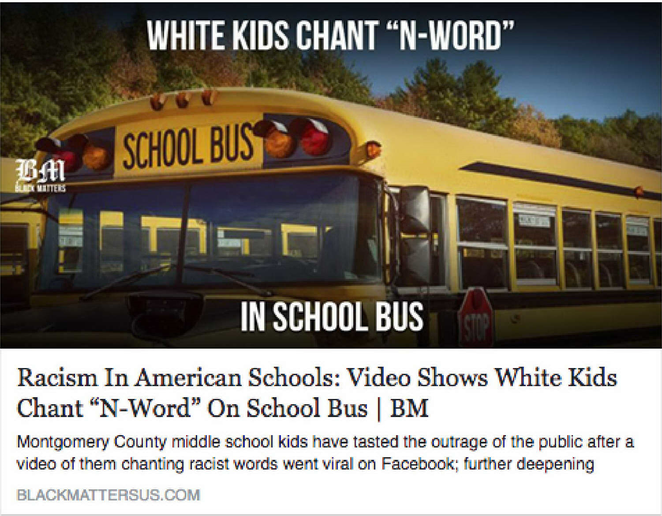 WHITE KIDS CHANT “N-WORD”
SCHOOL BUS
BM
BLACK MATTERS
IN SCHOOL BUS
STOP
Racism In American Schools: Video Shows White Kids
Chant “N-Word” On School Bus | BM
Montgomery County middle school kids have tasted the outrage of the public after a
video of them chanting racist words went viral on Facebook; further deepening
BLACKMATTERSUS.COM